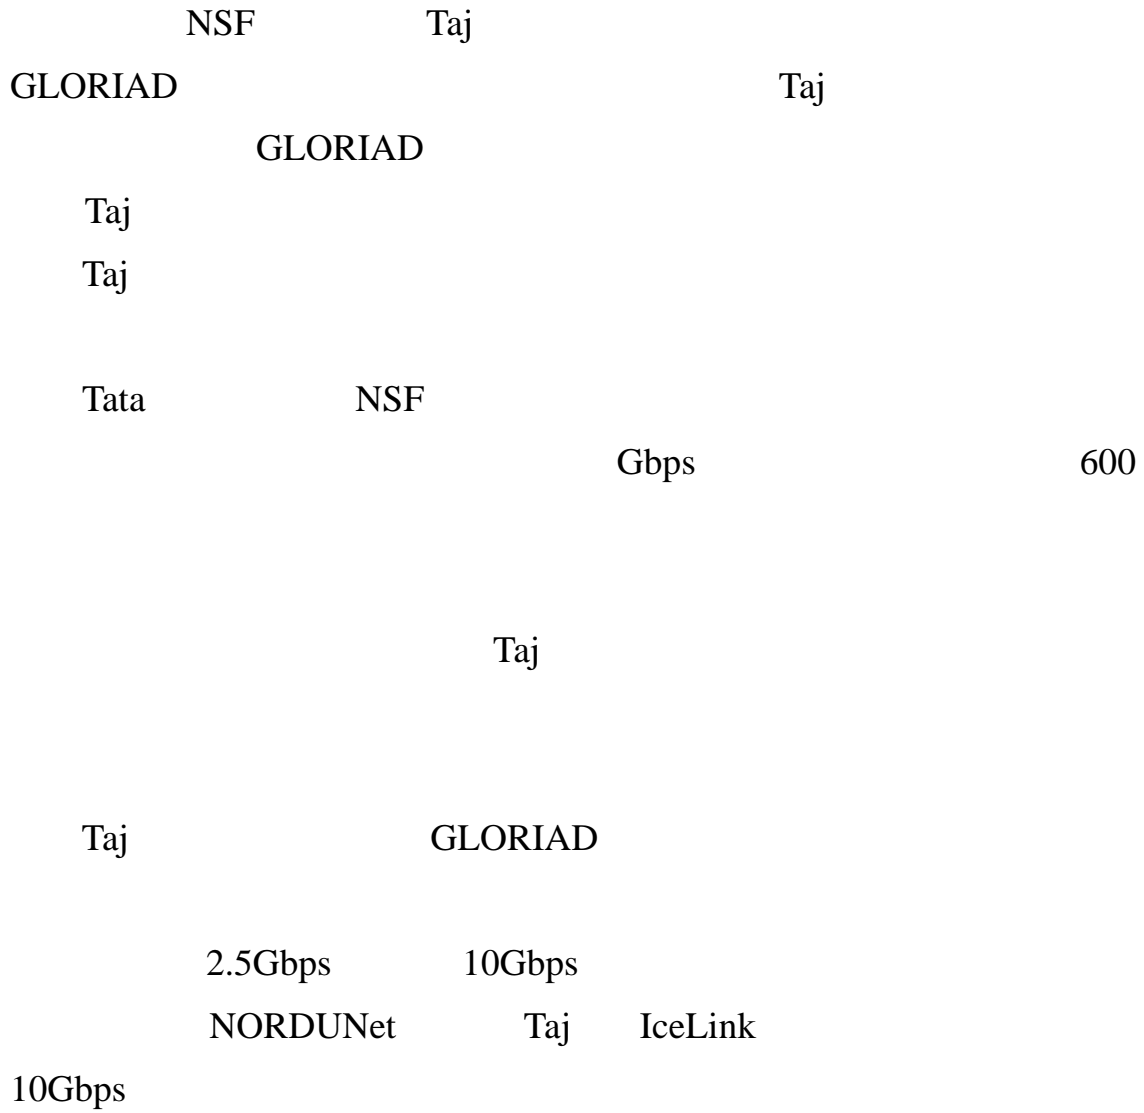 NSF Taj
GLORIAD Taj
GLORIAD
Taj
Taj
Tata NSF
Gbps 600
Taj
Taj GLORIAD
2.5Gbps 10Gbps
NORDUNet Taj IceLink
10Gbps